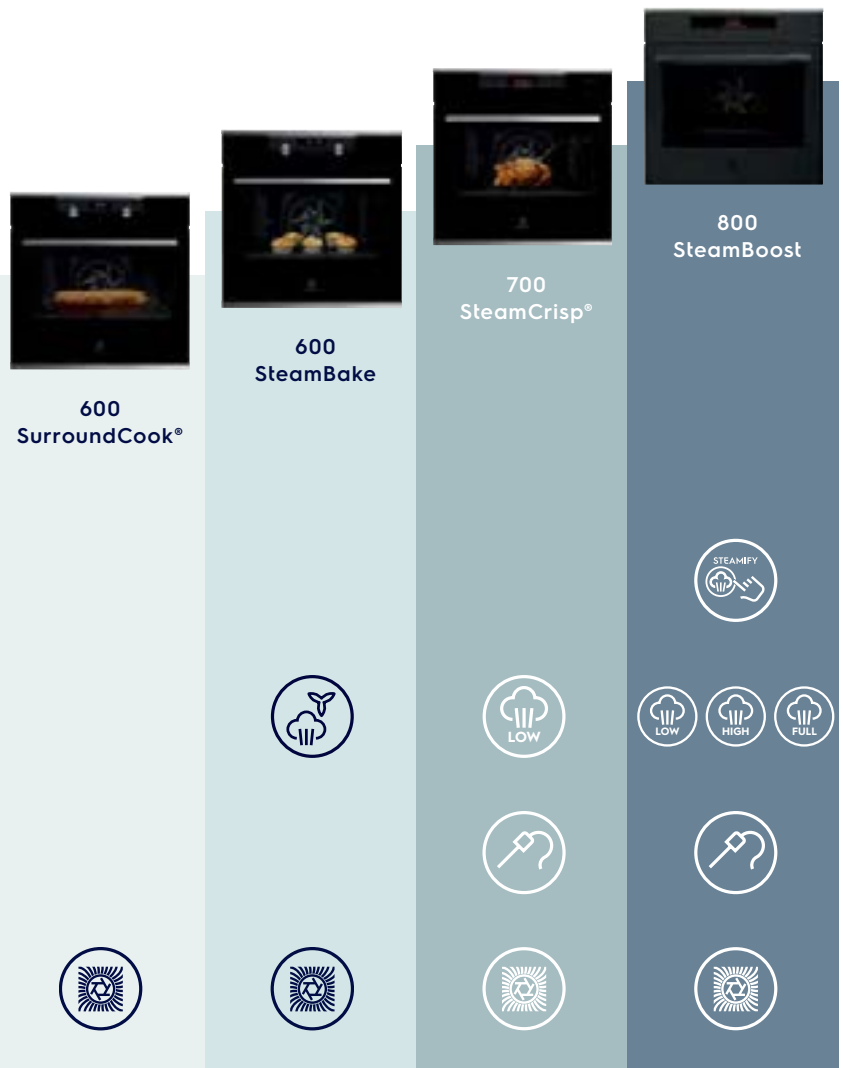 800
SteamBoost
700
SteamCrisp®
600
SteamBake
600
SurroundCook®
STEAMIFY
LOW
LOW
HIGH
FULL